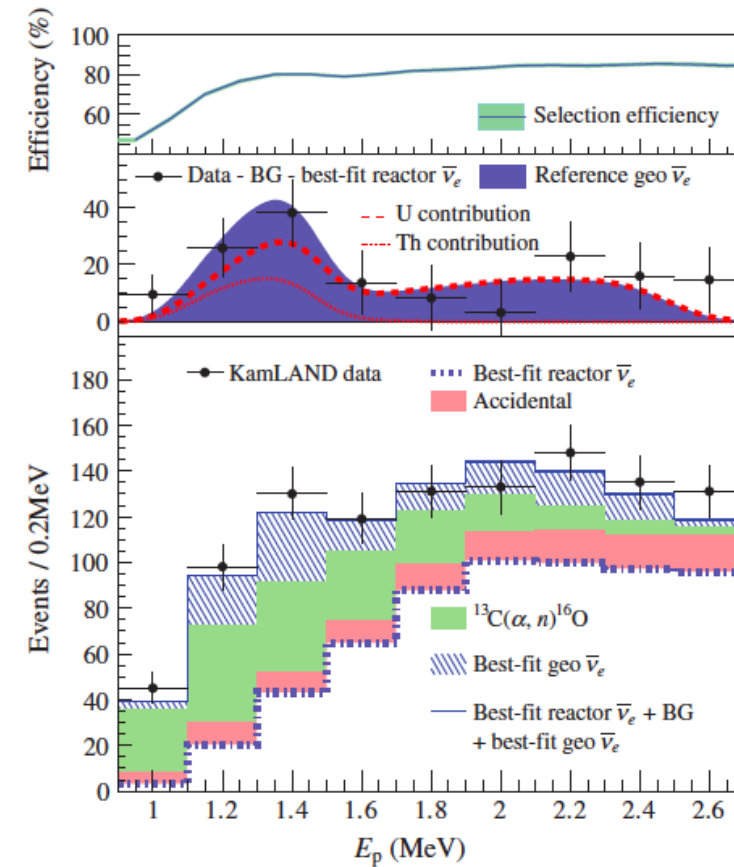 Efficiency (%)
100
80
60
Selection efficiency
Data - BG - best-fit reactor ν̅e
Reference geo ν̅e
40
20
0
U contribution
Th contribution
KamLAND data
Best-fit reactor ν̅e
Accidental
Events / 0.2MeV
180
160
140
120
100
80
60
40
20
0
¹³C(α, n)¹⁶O
Best-fit geo ν̅e
Best-fit reactor ν̅e + BG
+ best-fit geo ν̅e
1 1.2 1.4 1.6 1.8 2 2.2 2.4 2.6
Ep (MeV)